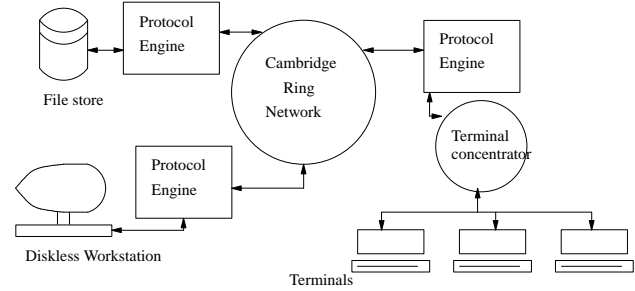 Protocol
Engine
File store
Cambridge
Ring
Network
Protocol
Engine
Terminal
concentrator
Protocol
Engine
Diskless Workstation
Terminals